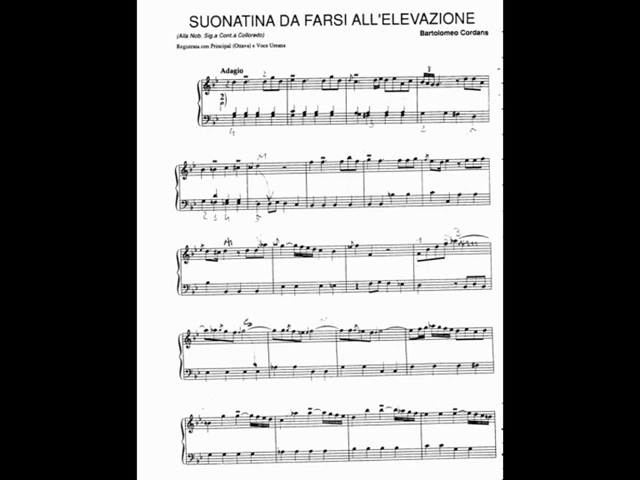 SUONATINA DA FARSI ALL'ELEVAZIONE
(Alla Nob. Sig.a Cont.a Colloredo)
Bartolomeo Cordans
Registrata con Principal (Ottava) e Voce Umana
Adagio